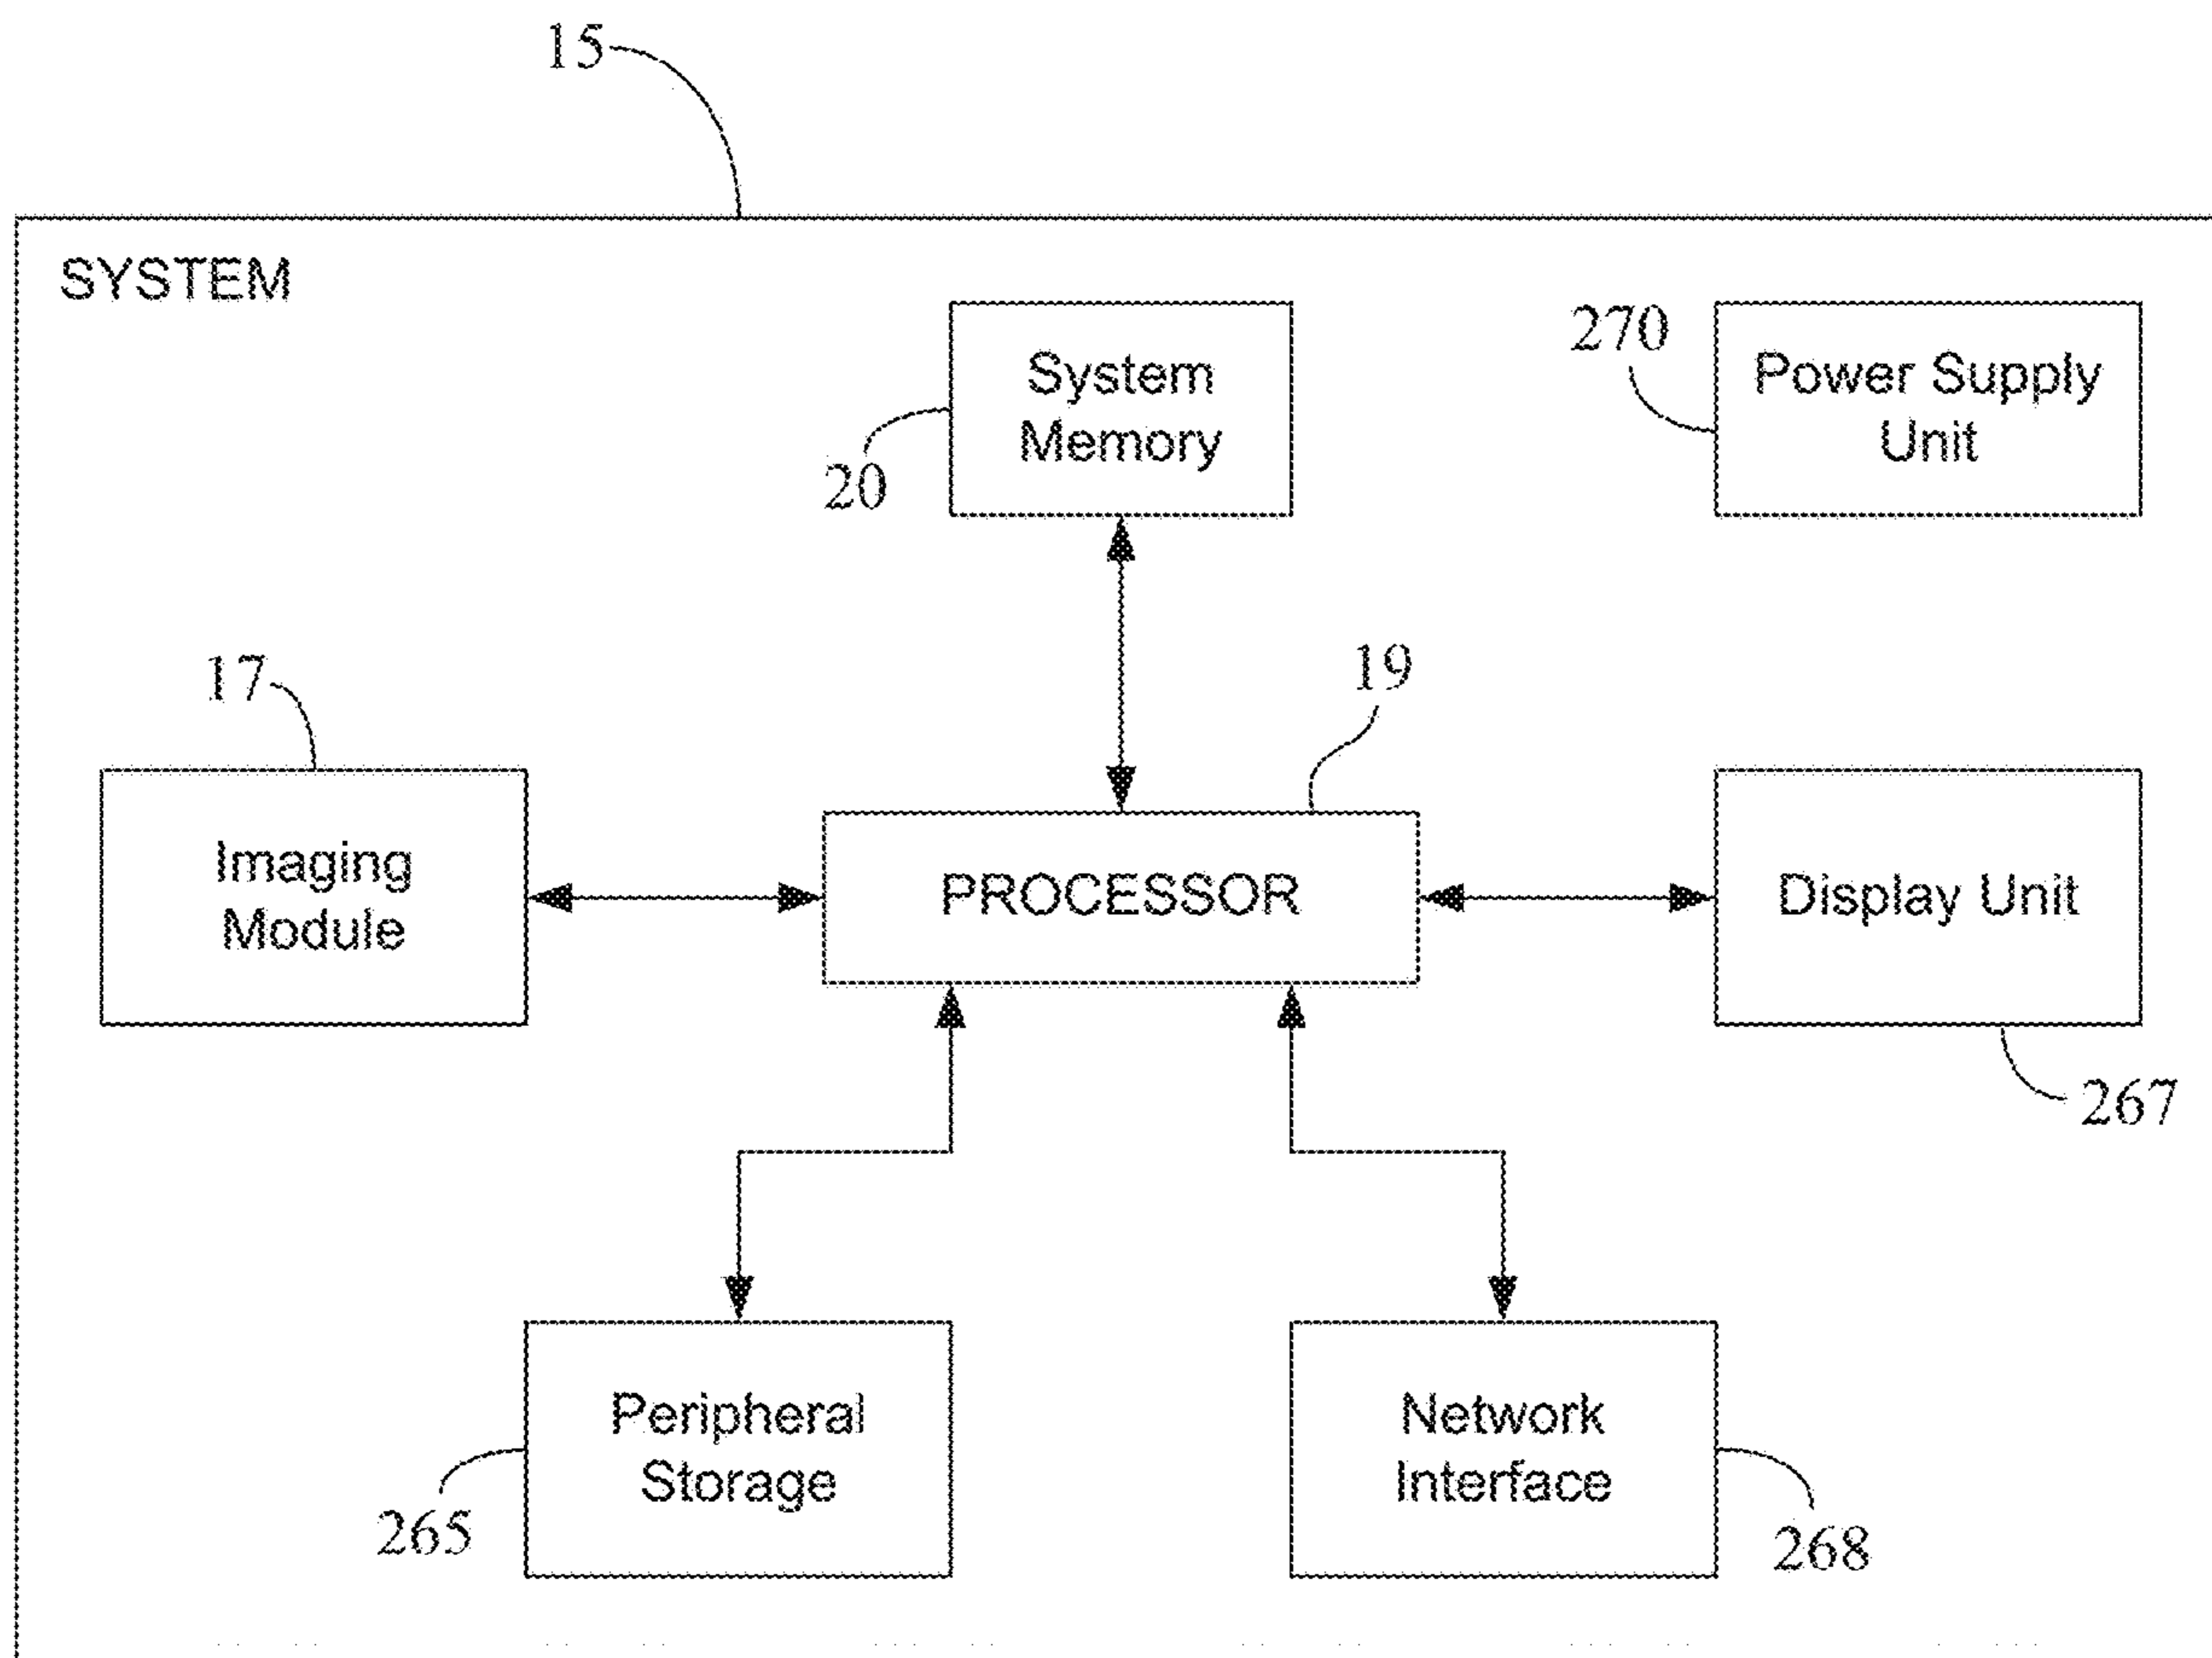 15
SYSTEM
System
Memory
20
270
Power Supply
Unit
17
19
Imaging
Module
PROCESSOR
Display Unit
267
Peripheral
Storage
265
Network
Interface
268